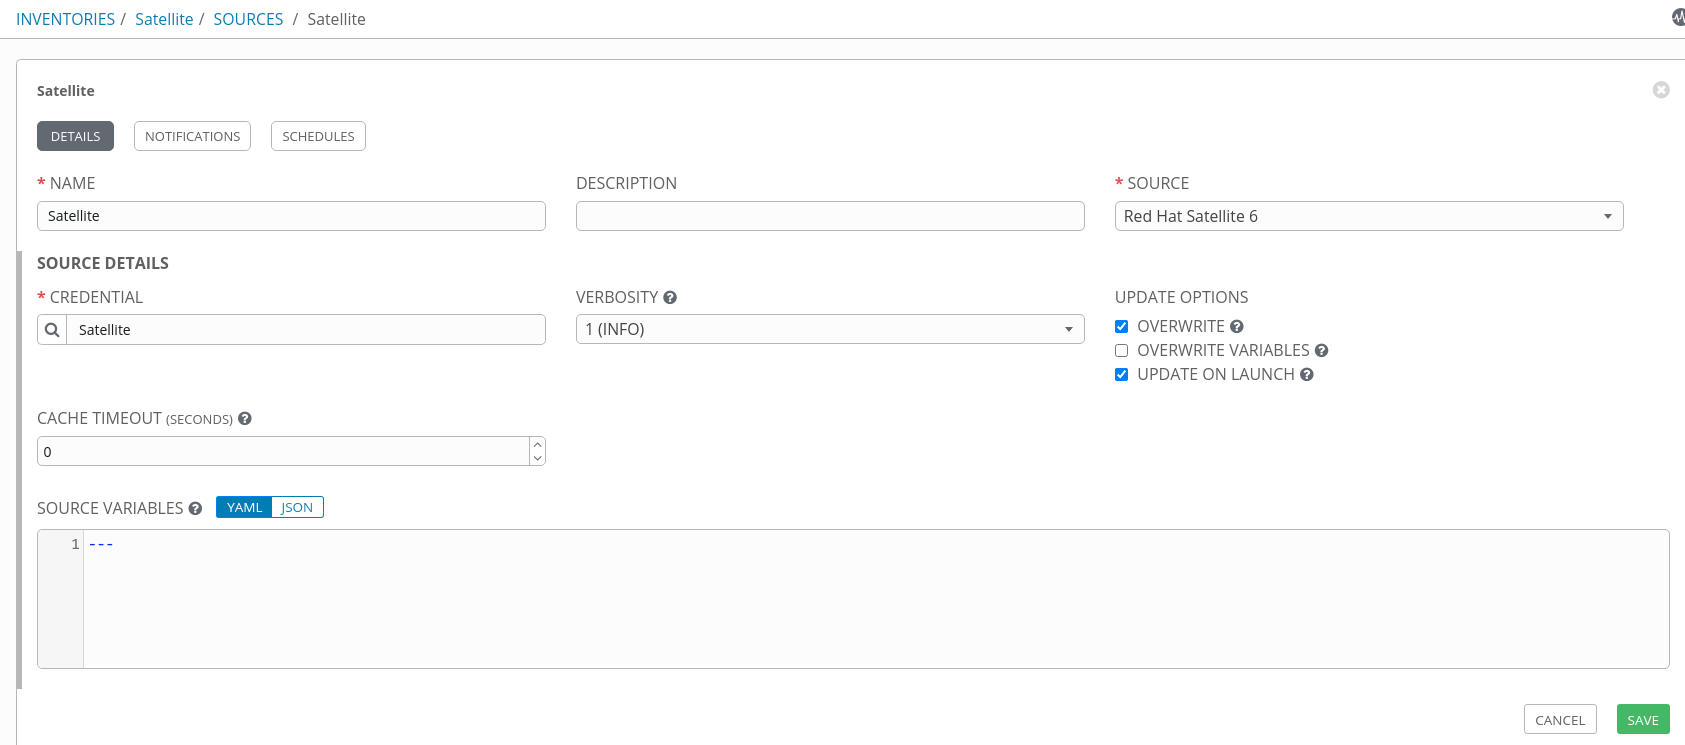 INVENTORIES / Satellite / SOURCES / Satellite
Satellite
DETAILS NOTIFICATIONS SCHEDULES
* NAME DESCRIPTION * SOURCE
Satellite Red Hat Satellite 6
SOURCE DETAILS
* CREDENTIAL VERBOSITY ? UPDATE OPTIONS
Satellite 1 (INFO) OVERWRITE ?
OVERWRITE VARIABLES ?
UPDATE ON LAUNCH ?
CACHE TIMEOUT (SECONDS) ?
0
SOURCE VARIABLES ? YAML JSON
1 ---
CANCEL SAVE